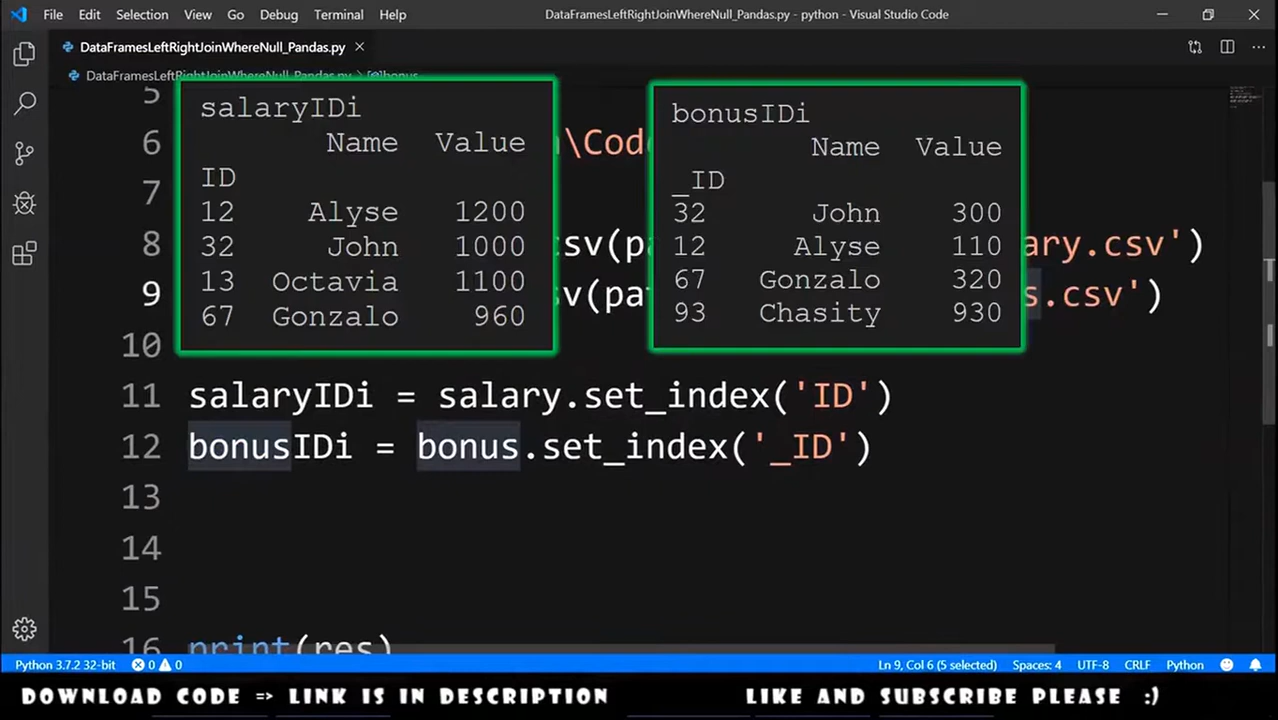 File Edit Selection View Go Debug Terminal Help DataFramesLeftRightJoinWhereNull_Pandas.py - python - Visual Studio Code
DataFramesLeftRightJoinWhereNull_Pandas.py
5
salaryIDi
Name Value
ID
12 Alyse 1200
32 John 1000
13 Octavia 1100
67 Gonzalo 960
bonusIDi
Name Value
_ID
32 John 300
12 Alyse 110
67 Gonzalo 320
93 Chasity 930
6 \Code
7
8 csv(pa ary.csv')
9 sv(pa s.csv')
10
11 salaryIDi = salary.set_index('ID')
12 bonusIDi = bonus.set_index('_ID')
13
14
15
16 print(res)
Python 3.7.2 32-bit 0 0 Ln 9, Col 6 (5 selected) Spaces: 4 UTF-8 CRLF Python
DOWNLOAD CODE => LINK IS IN DESCRIPTION LIKE AND SUBSCRIBE PLEASE :)